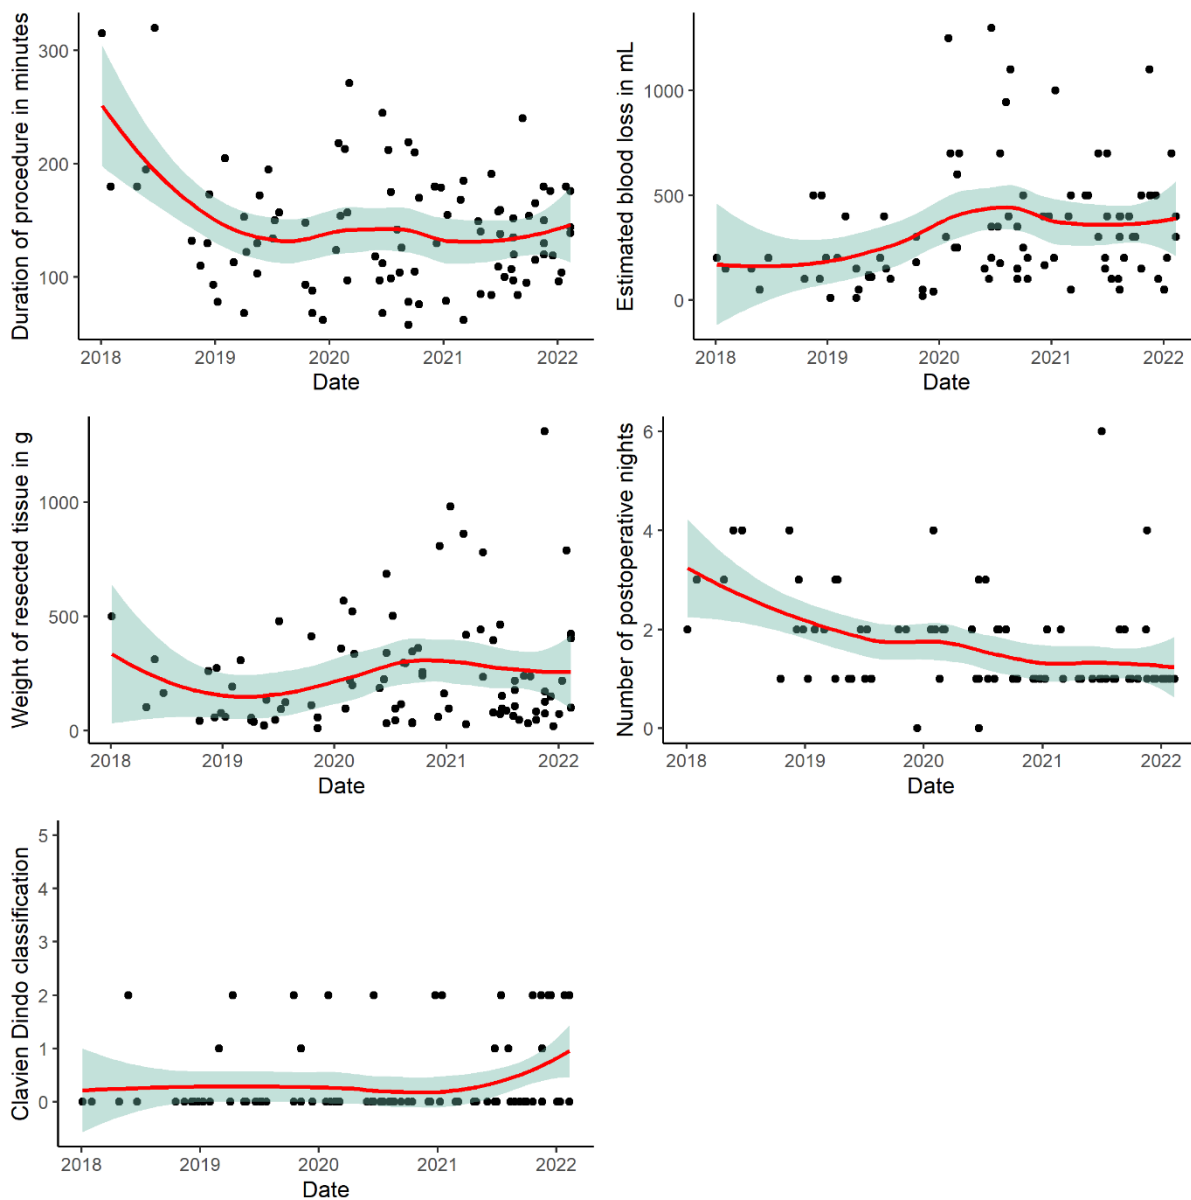 Duration of procedure in minutes
300
200
100
2018 2019 2020 2021 2022
Date
Estimated blood loss in mL
1000
500
0
2018 2019 2020 2021 2022
Date
Weight of resected tissue in g
1000
500
0
2018 2019 2020 2021 2022
Date
Number of postoperative nights
6
4
2
0
2018 2019 2020 2021 2022
Date
Clavien Dindo classification
5
4
3
2
1
0
2018 2019 2020 2021 2022
Date